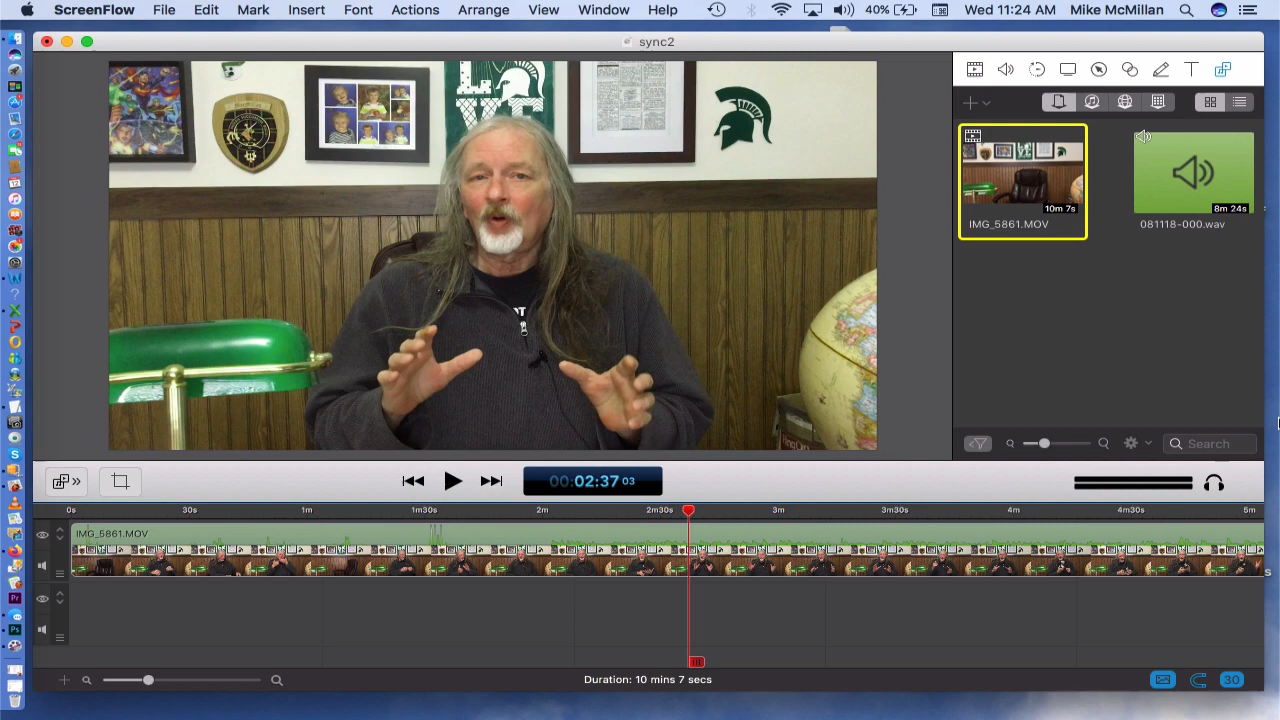 ScreenFlow File Edit Mark Insert Font Actions Arrange View Window Help 40% Wed 11:24 AM Mike McMillan
sync2
10m 7s
8m 24s
IMG_5861.MOV
081118-000.wav
Search
00:02:37 03
0s 30s 1m 1m30s 2m 2m30s 3m 3m30s 4m 4m30s 5m
IMG_5861.MOV
Duration: 10 mins 7 secs
30